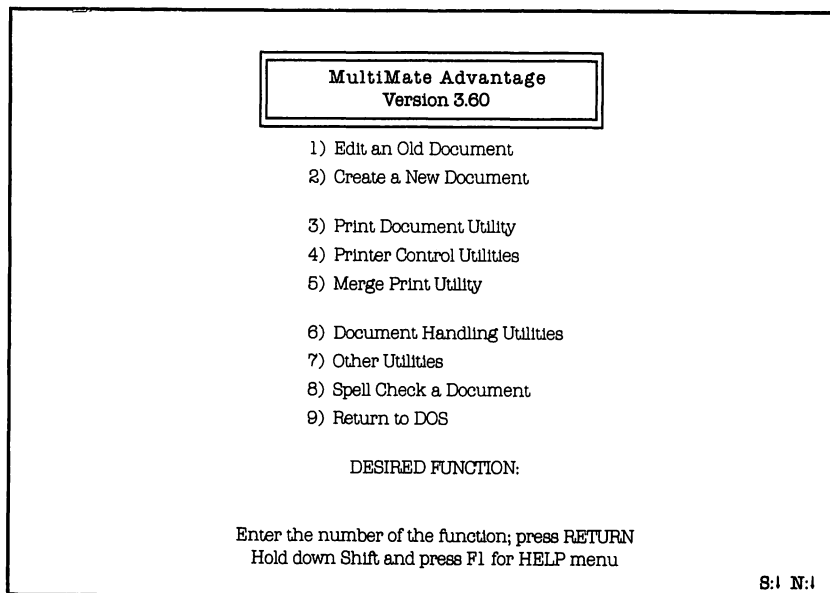 MultiMate Advantage
Version 3.60
1) Edit an Old Document
2) Create a New Document
3) Print Document Utility
4) Printer Control Utilities
5) Merge Print Utility
6) Document Handling Utilities
7) Other Utilities
8) Spell Check a Document
9) Return to DOS
DESIRED FUNCTION:
Enter the number of the function; press RETURN
Hold down Shift and press F1 for HELP menu
S:↓ N:↓